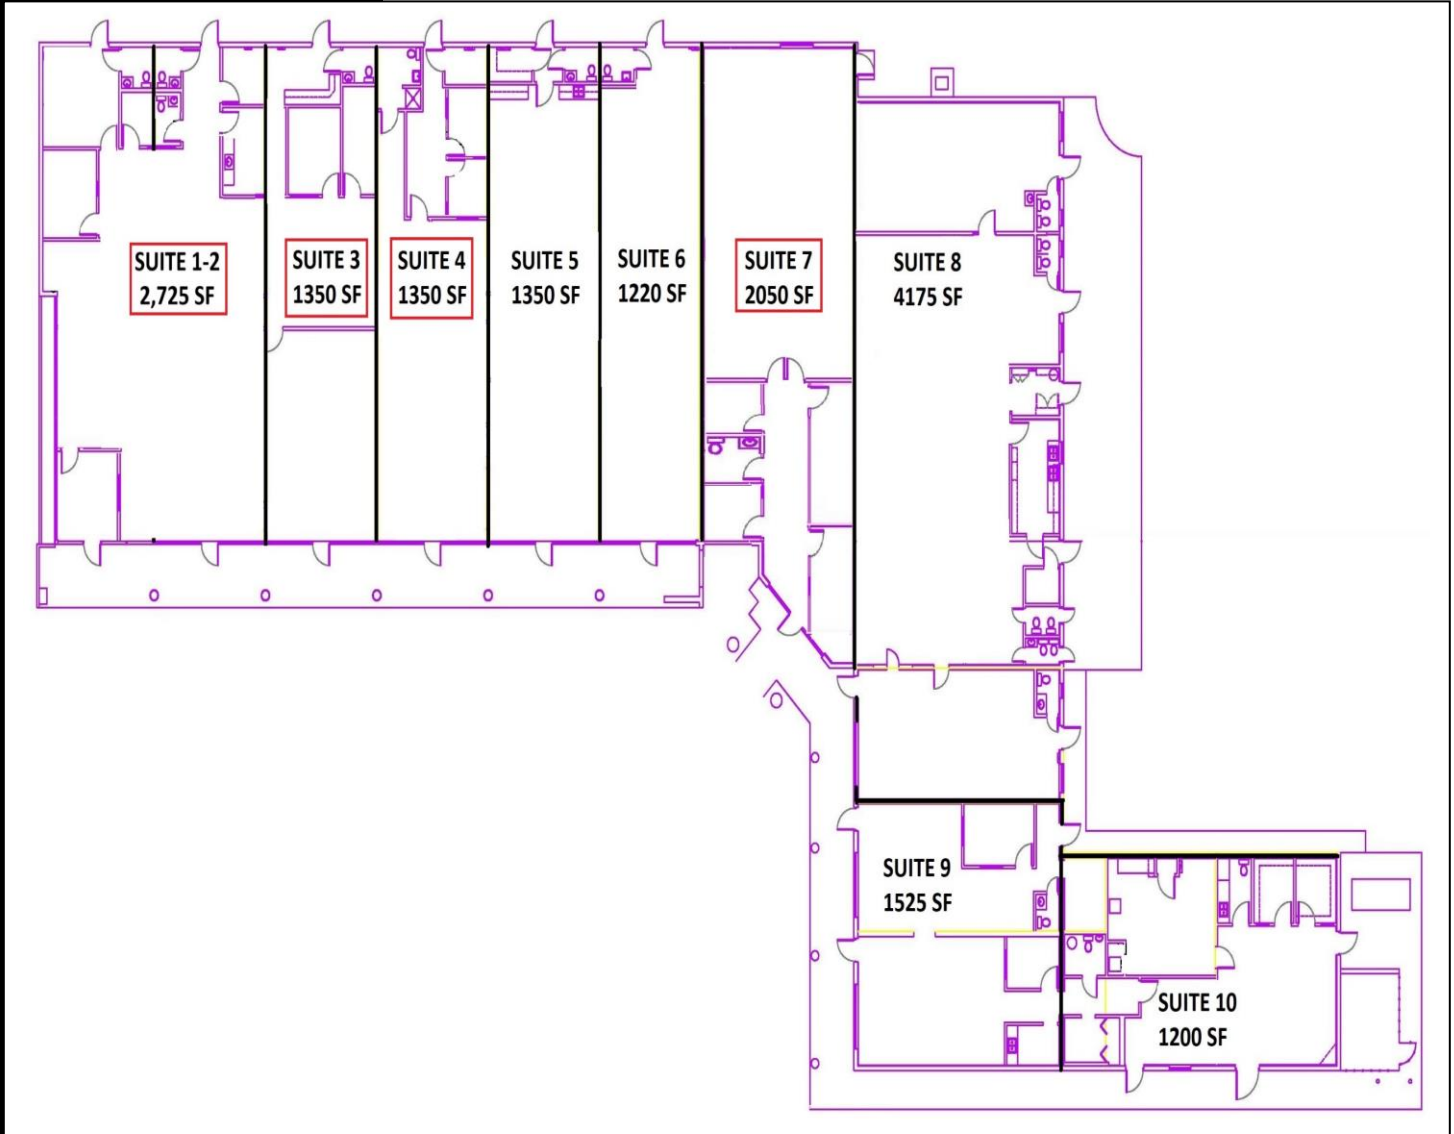 SUITE 1-2
2,725 SF
SUITE 3
1350 SF
SUITE 4
1350 SF
SUITE 5
1350 SF
SUITE 6
1220 SF
SUITE 7
2050 SF
SUITE 8
4175 SF
SUITE 9
1525 SF
SUITE 10
1200 SF